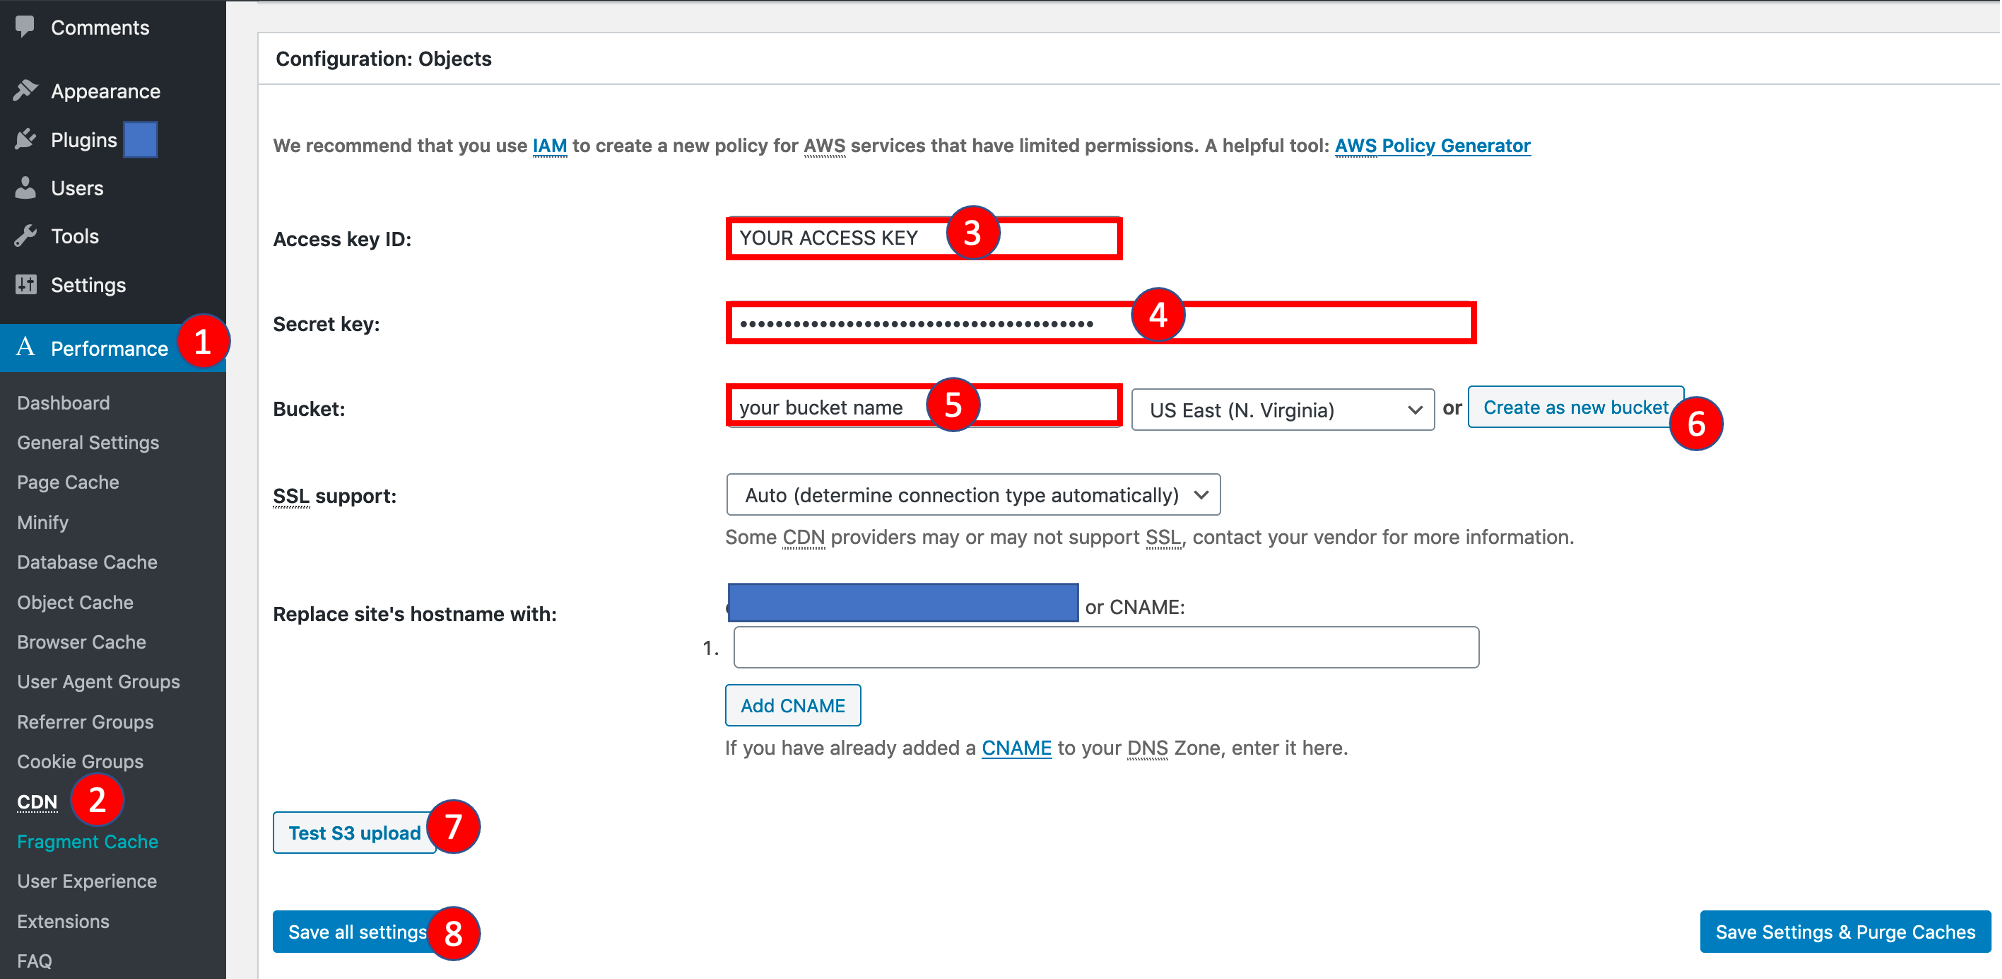 Comments
Appearance
Plugins
Users
Tools
Settings
Performance 1
Dashboard
General Settings
Page Cache
Minify
Database Cache
Object Cache
Browser Cache
User Agent Groups
Referrer Groups
Cookie Groups
CDN 2
Fragment Cache
User Experience
Extensions
FAQ
Configuration: Objects
We recommend that you use IAM to create a new policy for AWS services that have limited permissions. A helpful tool: AWS Policy Generator
Access key ID: YOUR ACCESS KEY 3
Secret key: •••••••••••••••••••••••••••••••••••••••• 4
Bucket: your bucket name 5 US East (N. Virginia) or Create as new bucket 6
SSL support: Auto (determine connection type automatically)
Some CDN providers may or may not support SSL, contact your vendor for more information.
Replace site's hostname with: or CNAME:
1.
Add CNAME
If you have already added a CNAME to your DNS Zone, enter it here.
Test S3 upload 7
Save all settings 8 Save Settings & Purge Caches